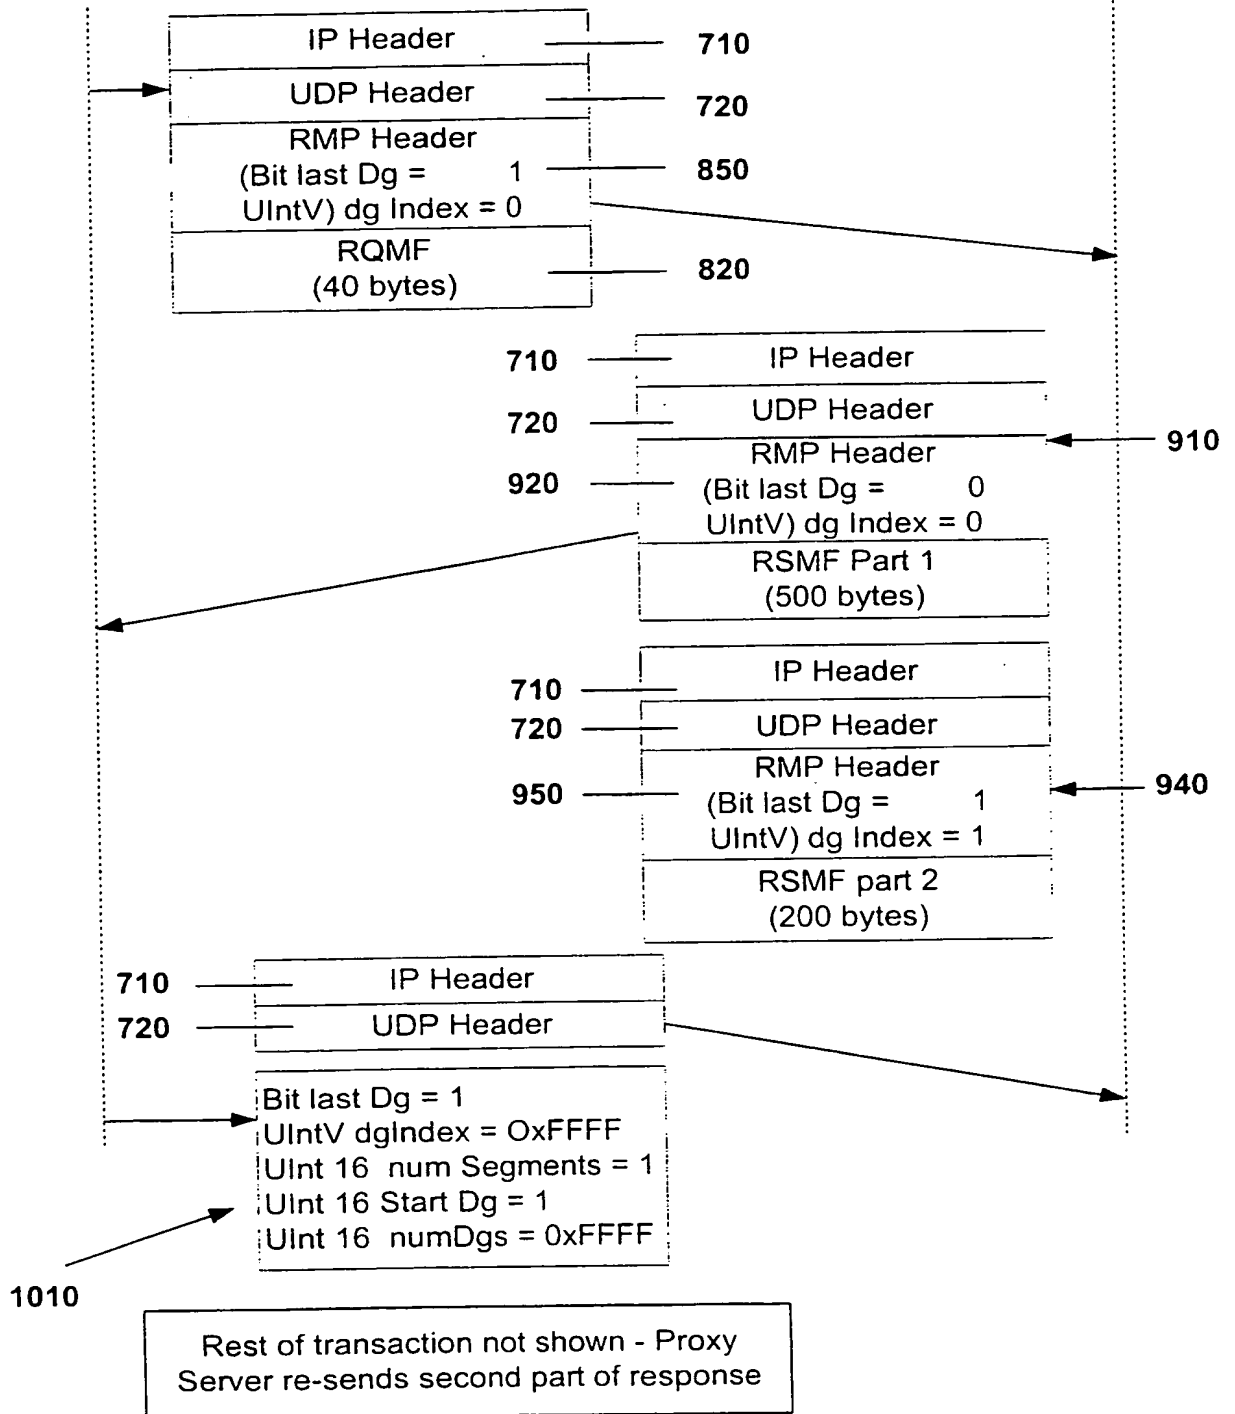 IP Header 710
UDP Header 720
RMP Header
(Bit last Dg = 1 850
UIntV) dg Index = 0
RQMF
(40 bytes) 820
710 IP Header
720 UDP Header
910
RMP Header
920 (Bit last Dg = 0
UIntV) dg Index = 0
RSMF Part 1
(500 bytes)
710 IP Header
720 UDP Header
RMP Header
950 (Bit last Dg = 1 940
UIntV) dg Index = 1
RSMF part 2
(200 bytes)
710 IP Header
720 UDP Header
Bit last Dg = 1
UIntV dgIndex = OxFFFF
UInt 16 num Segments = 1
UInt 16 Start Dg = 1
UInt 16 numDgs = 0xFFFF
1010
Rest of transaction not shown - Proxy
Server re-sends second part of response